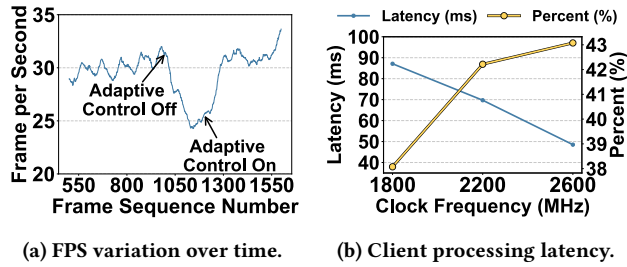 Frame per Second
35
30
25
20
Adaptive
Control Off
Adaptive
Control On
550 800 1050 1300 1550
Frame Sequence Number
(a) FPS variation over time.
Latency (ms) Percent (%)
Latency (ms)
100
90
80
70
60
50
40
43
42
41
40
39
38
Percent (%)
1800 2200 2600
Clock Frequency (MHz)
(b) Client processing latency.